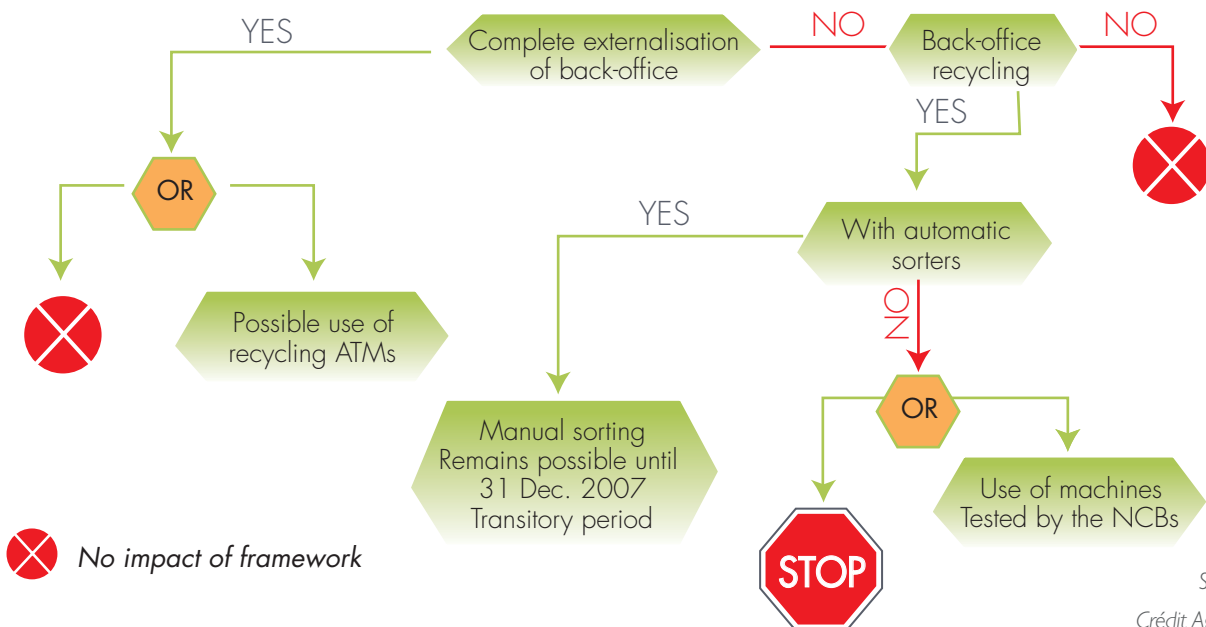 YES
Complete externalisation
of back-office
NO
Back-office
recycling
NO
YES
OR
YES
With automatic
sorters
Possible use of
recycling ATMs
NO
OR
Manual sorting
Remains possible until
31 Dec. 2007
Transitory period
Use of machines
Tested by the NCBs
STOP
No impact of framework
Crédit